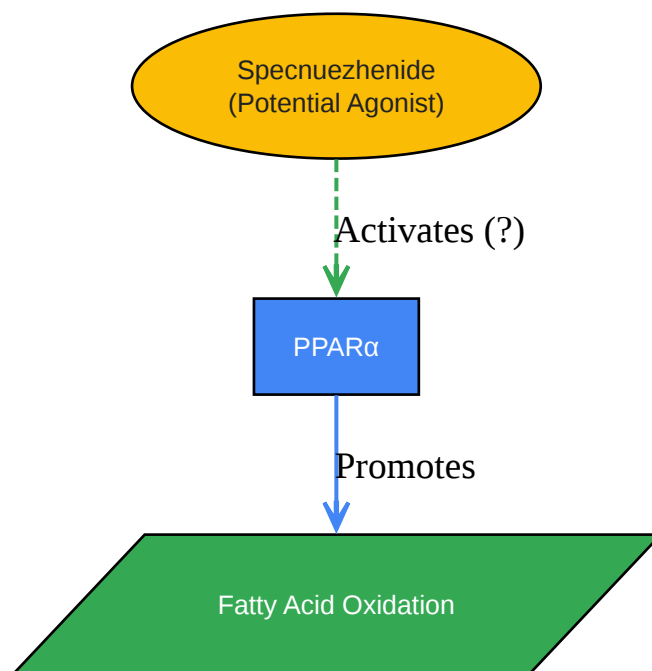 Specnuezhenide
(Potential Agonist)
Activates (?)
PPARα
Promotes
Fatty Acid Oxidation